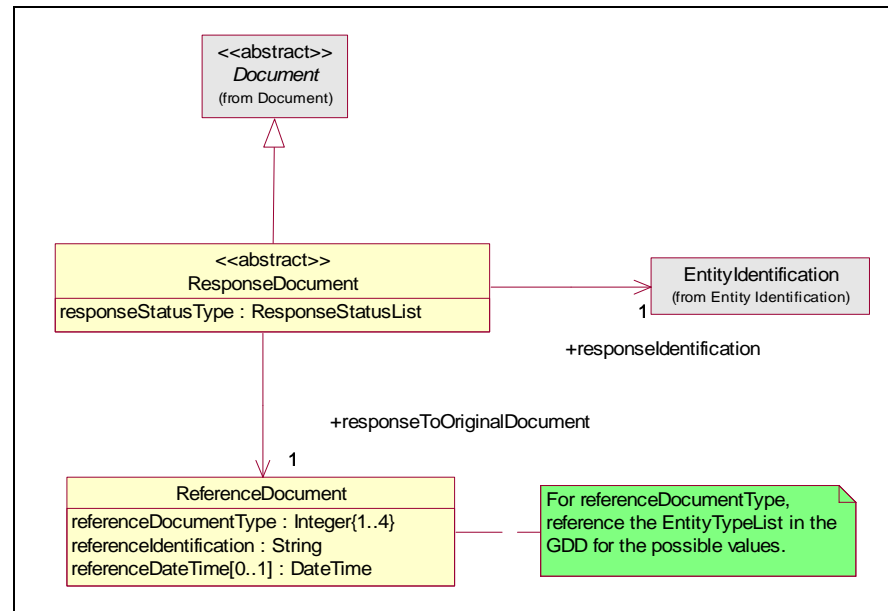 <<abstract>>
Document
(from Document)
<<abstract>>
ResponseDocument
responseStatusType : ResponseStatusList
EntityIdentification
(from Entity Identification)
1
+responseIdentification
+responseToOriginalDocument
1
ReferenceDocument
referenceDocumentType : Integer{1..4}
referenceIdentification : String
referenceDateTime[0..1] : DateTime
For referenceDocumentType,
reference the EntityTypeList in the
GDD for the possible values.